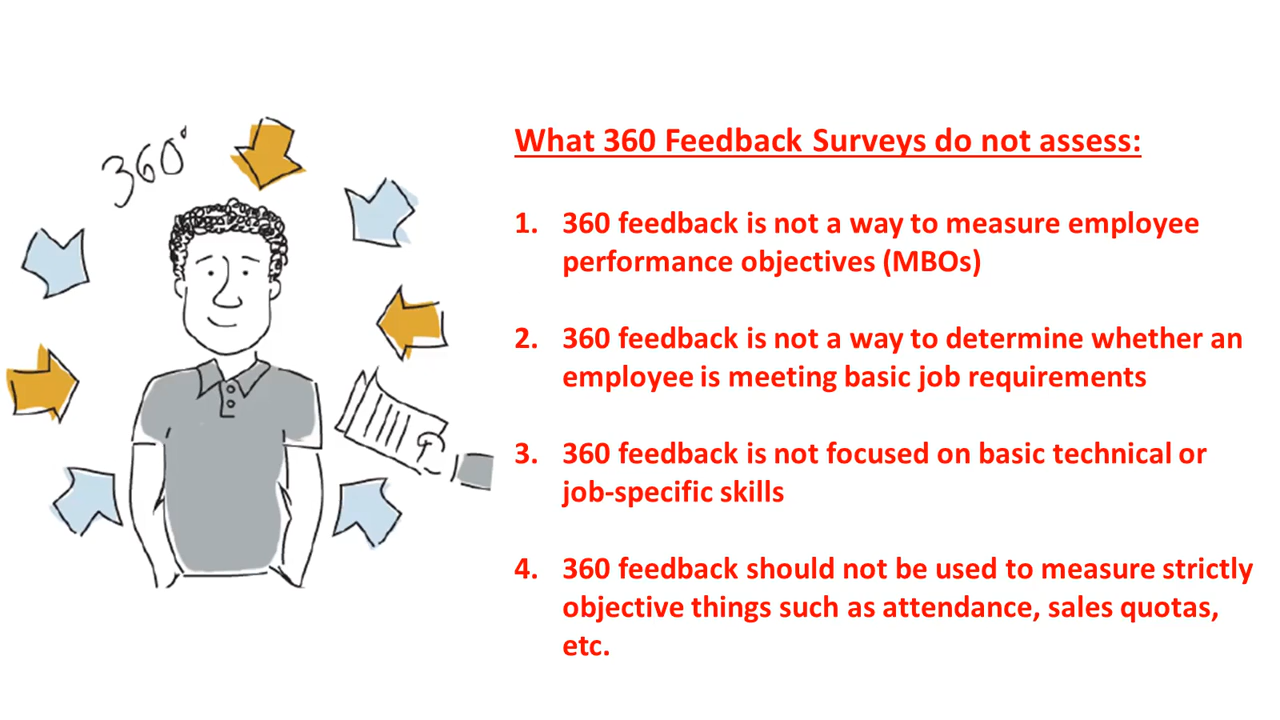 360°
What 360 Feedback Surveys do not assess:
1. 360 feedback is not a way to measure employee
performance objectives (MBOs)
2. 360 feedback is not a way to determine whether an
employee is meeting basic job requirements
3. 360 feedback is not focused on basic technical or
job-specific skills
4. 360 feedback should not be used to measure strictly
objective things such as attendance, sales quotas,
etc.